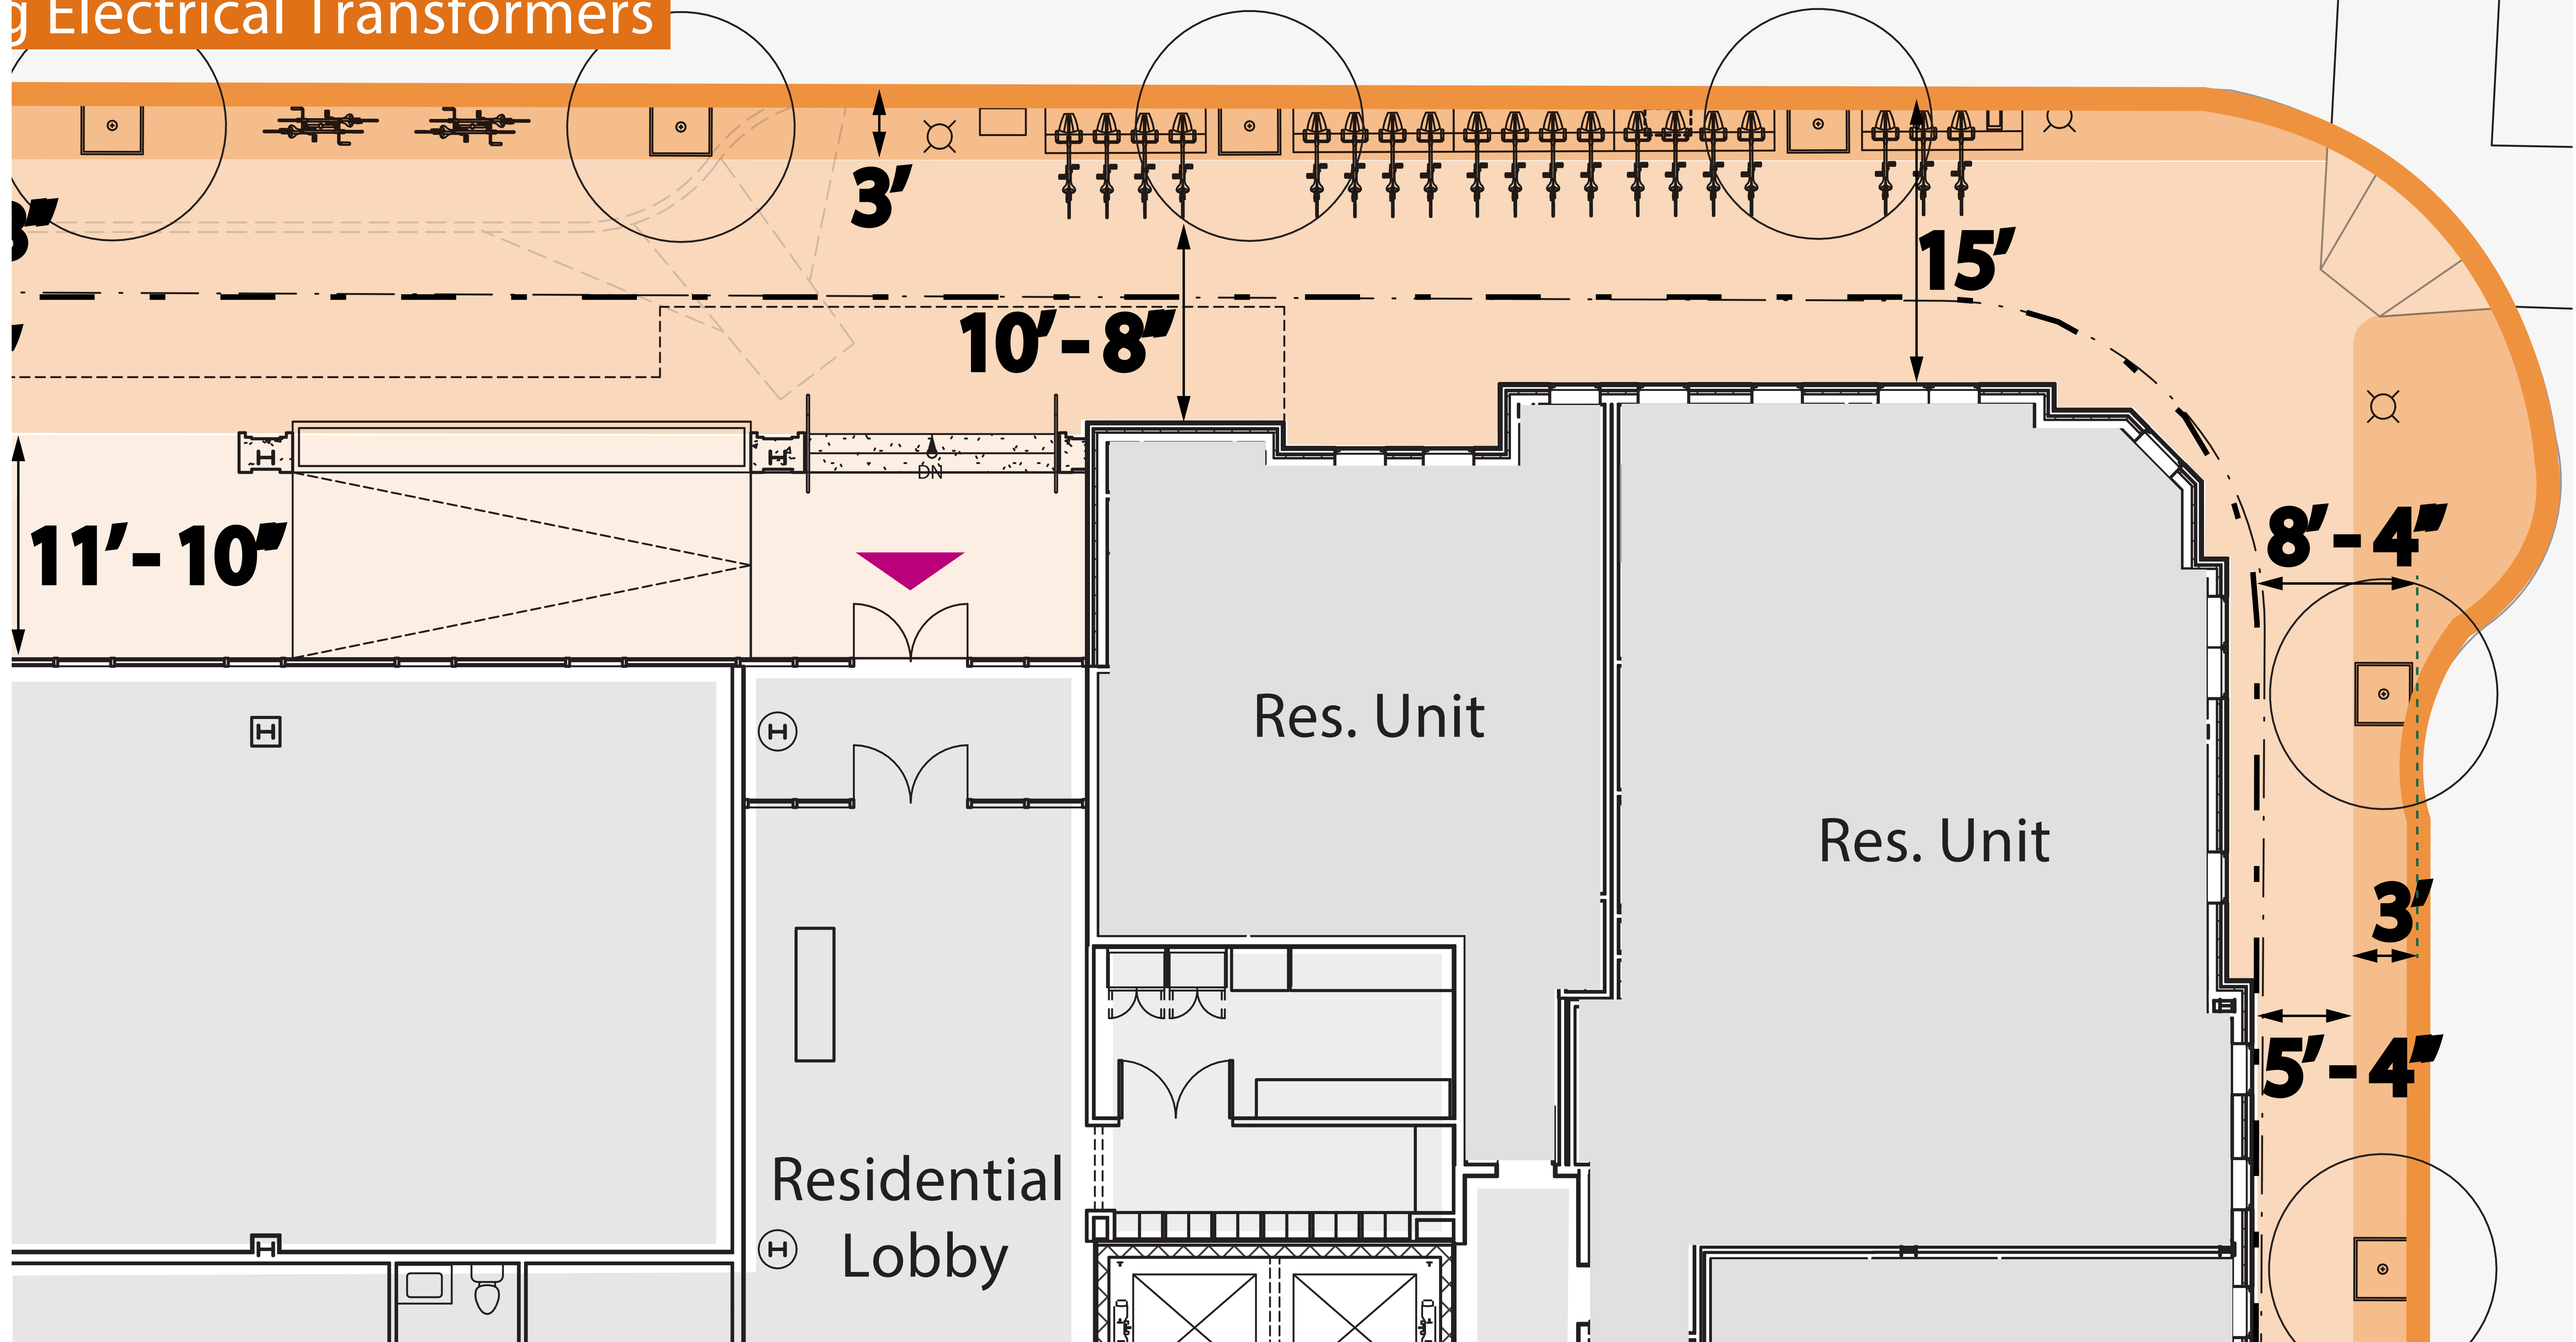 Electrical Transformers
3'
15'
10'-8"
DN
11'-10"
8'-4"
Res. Unit
Res. Unit
3'
5'-4"
Residential
Lobby